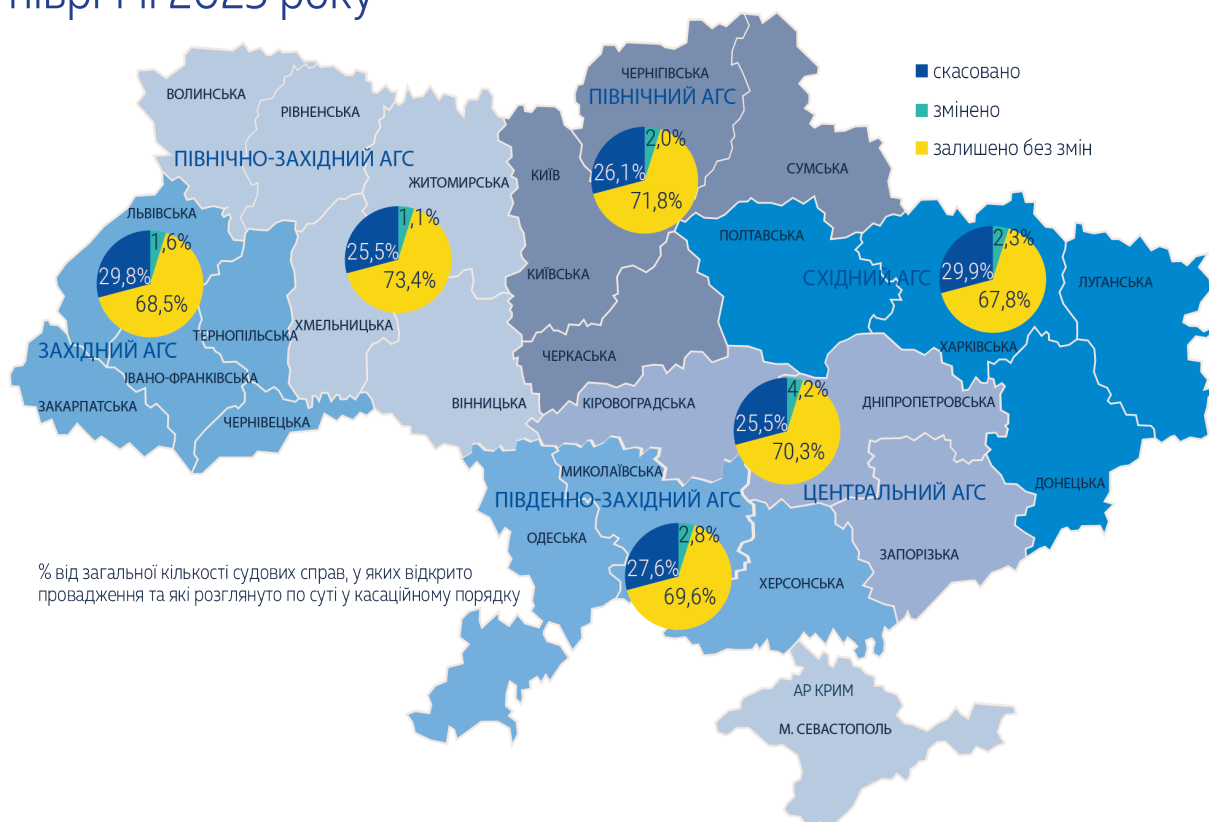 2023 року
скасовано
змінено
залишено без змін
ЧЕРНІГІВСЬКА
ПІВНІЧНИЙ АГС
2,0%
26,1%
71,8%
ВОЛИНСЬКА
РІВНЕНСЬКА
ПІВНІЧНО-ЗАХІДНИЙ АГС
ЖИТОМИРСЬКА
КИЇВ
СУМСЬКА
ЛЬВІВСЬКА
1,6%
29,8%
68,5%
1,1%
25,5%
73,4%
ПОЛТАВСЬКА
КИЇВСЬКА
СХІДНИЙ АГС
2,3%
29,9%
67,8%
ЛУГАНСЬКА
ХАРКІВСЬКА
ТЕРНОПІЛЬСЬКА
ХМЕЛЬНИЦЬКА
ЗАХІДНИЙ АГС
ІВАНО-ФРАНКІВСЬКА
ЗАКАРПАТСЬКА
ЧЕРНІВЕЦЬКА
ВІННИЦЬКА
ЧЕРКАСЬКА
КІРОВОГРАДСЬКА
4,2%
25,5%
70,3%
ДНІПРОПЕТРОВСЬКА
ЦЕНТРАЛЬНИЙ АГС
ДОНЕЦЬКА
ЗАПОРІЗЬКА
МИКОЛАЇВСЬКА
ПІВДЕННО-ЗАХІДНИЙ АГС
ОДЕСЬКА
2,8%
27,6%
69,6%
ХЕРСОНСЬКА
% від загальної кількості судових справ, у яких відкрито
провадження та які розглянуто по суті у касаційному порядку
АР КРИМ
М. СЕВАСТОПОЛЬ